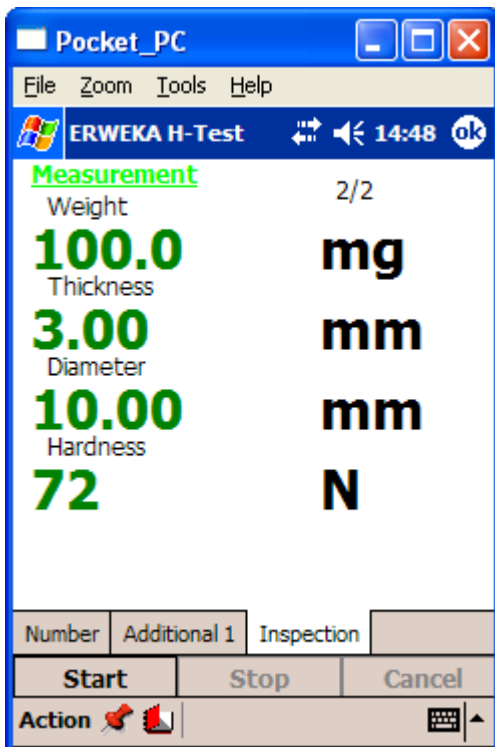 Pocket_PC
File Zoom Tools Help
ERWEKA H-Test 14:48 ok
Measurement
2/2
Weight
100.0 mg
Thickness
3.00 mm
Diameter
10.00 mm
Hardness
72 N
Number Additional 1 Inspection
Start Stop Cancel
Action